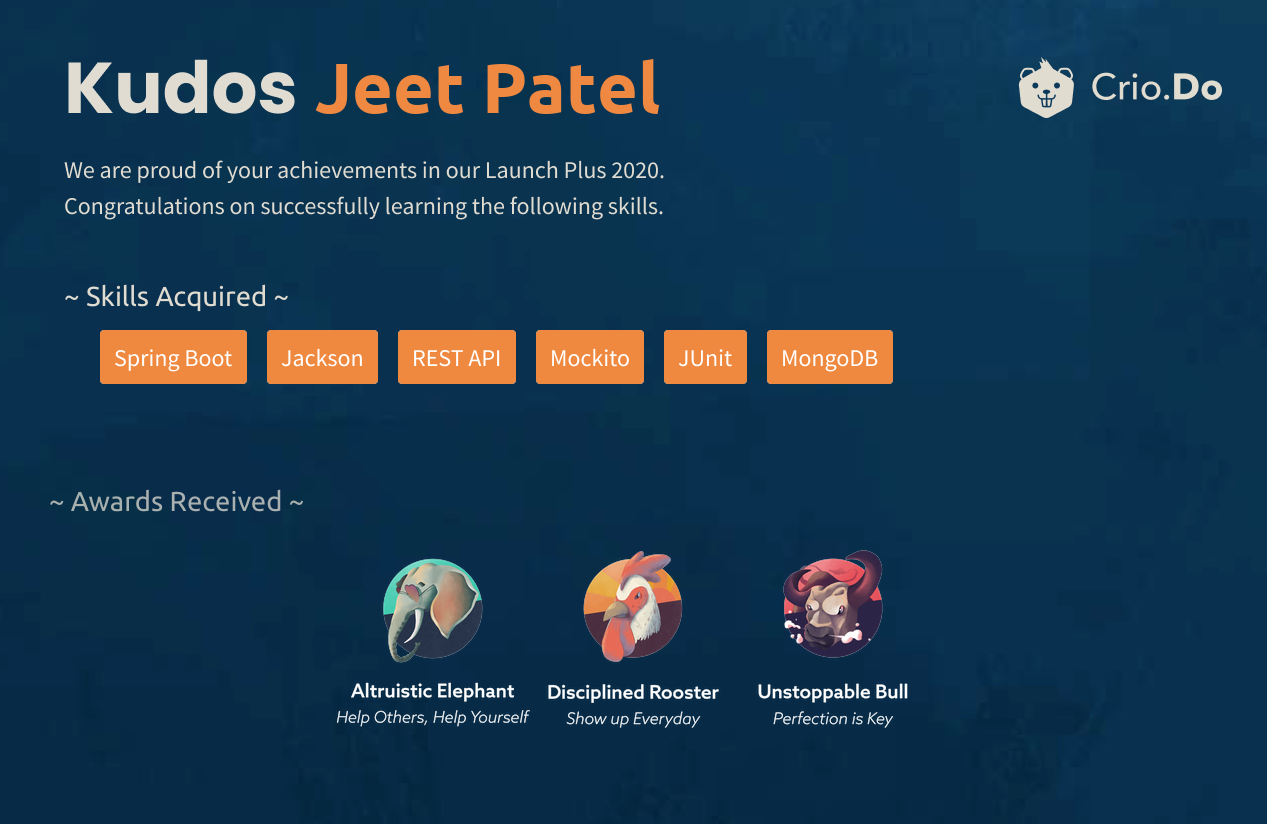 Kudos Jeet Patel
Crio.Do
We are proud of your achievements in our Launch Plus 2020.
Congratulations on successfully learning the following skills.
~ Skills Acquired ~
Spring Boot Jackson REST API Mockito JUnit MongoDB
~ Awards Received ~
Altruistic Elephant Disciplined Rooster Unstoppable Bull
Help Others, Help Yourself Show up Everyday Perfection is Key